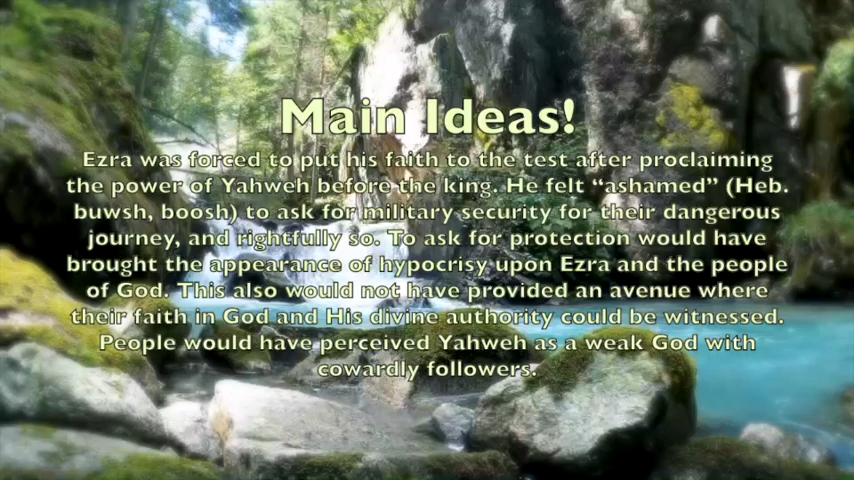 Main Ideas!
Ezra was forced to put his faith to the test after proclaiming
the power of Yahweh before the king. He felt “ashamed” (Heb.
buwsh, boosh) to ask for military security for their dangerous
journey, and rightfully so. To ask for protection would have
brought the appearance of hypocrisy upon Ezra and the people
of God. This also would not have provided an avenue where
their faith in God and His divine authority could be witnessed.
People would have perceived Yahweh as a weak God with
cowardly followers.